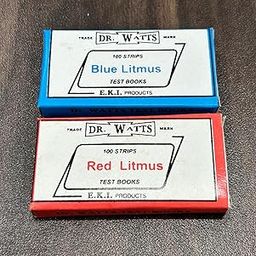 TRADE DR. WATTS MARK
100 STRIPS
Blue Litmus
TEST BOOKS
E.K.I. PRODUCTS
TRADE DR. WATTS MARK
100 STRIPS
Red Litmus
TEST BOOKS
E.K.I. PRODUCTS